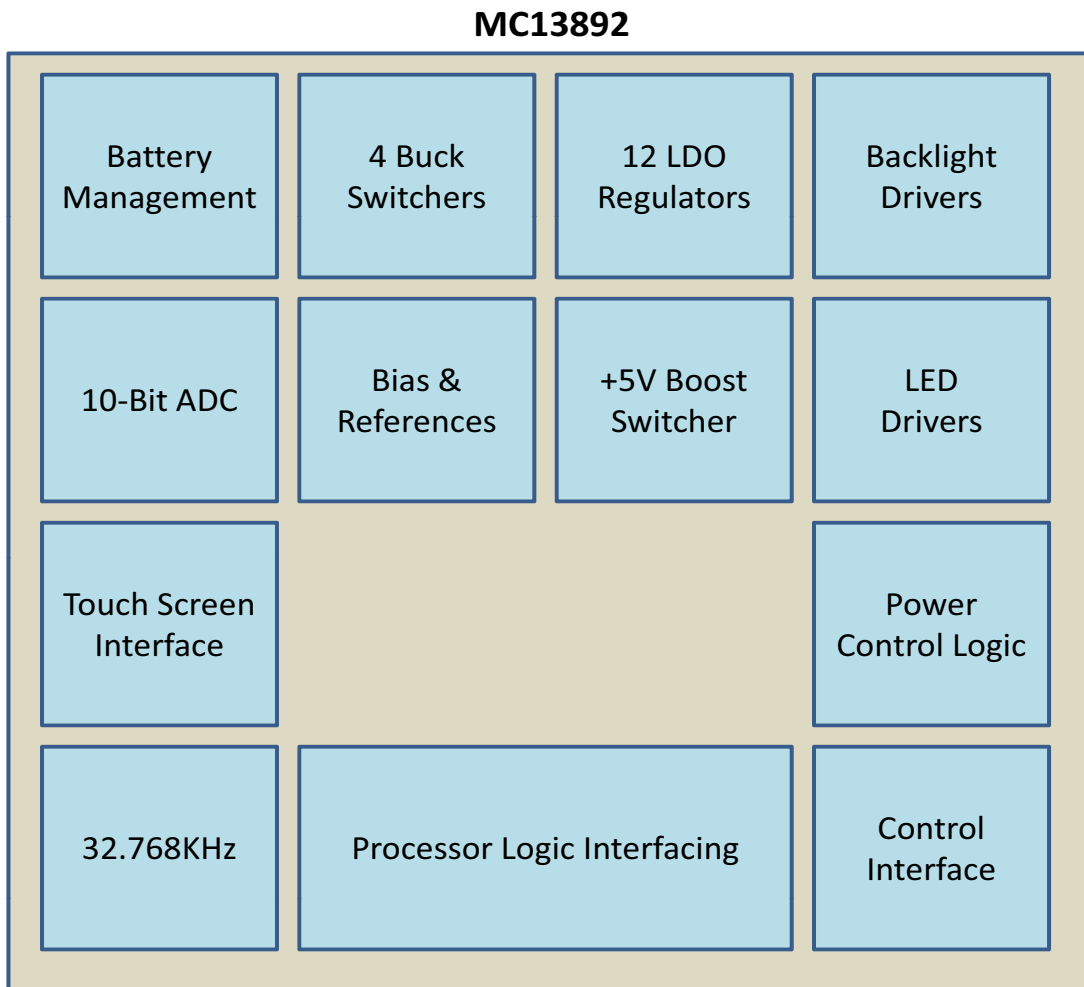 MC13892
Battery
Management
4 Buck
Switchers
12 LDO
Regulators
Backlight
Drivers
10-Bit ADC
Bias &
References
+5V Boost
Switcher
LED
Drivers
Touch Screen
Interface
Power
Control Logic
32.768KHz
Processor Logic Interfacing
Control
Interface